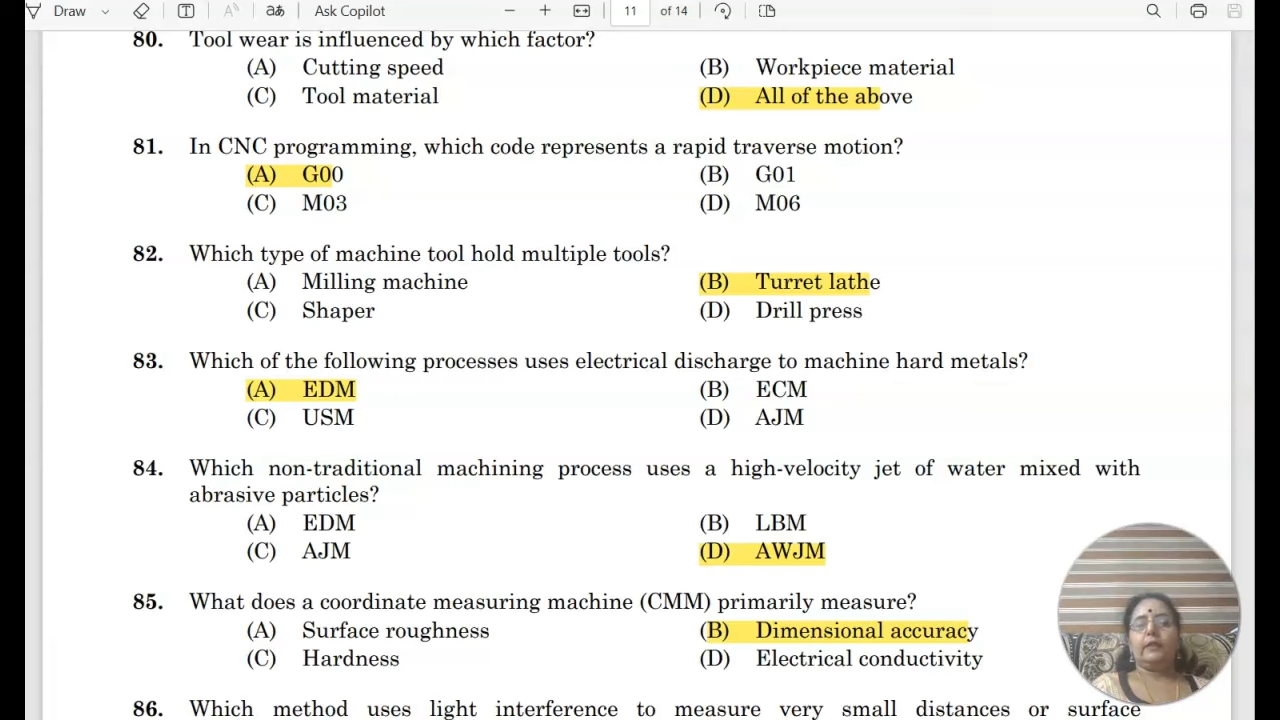 Draw Ask Copilot 11 of 14
80. Tool wear is influenced by which factor?
(A) Cutting speed (B) Workpiece material
(C) Tool material (D) All of the above
81. In CNC programming, which code represents a rapid traverse motion?
(A) G00 (B) G01
(C) M03 (D) M06
82. Which type of machine tool hold multiple tools?
(A) Milling machine (B) Turret lathe
(C) Shaper (D) Drill press
83. Which of the following processes uses electrical discharge to machine hard metals?
(A) EDM (B) ECM
(C) USM (D) AJM
84. Which non-traditional machining process uses a high-velocity jet of water mixed with
abrasive particles?
(A) EDM (B) LBM
(C) AJM (D) AWJM
85. What does a coordinate measuring machine (CMM) primarily measure?
(A) Surface roughness (B) Dimensional accuracy
(C) Hardness (D) Electrical conductivity
86. Which method uses light interference to measure very small distances or surface